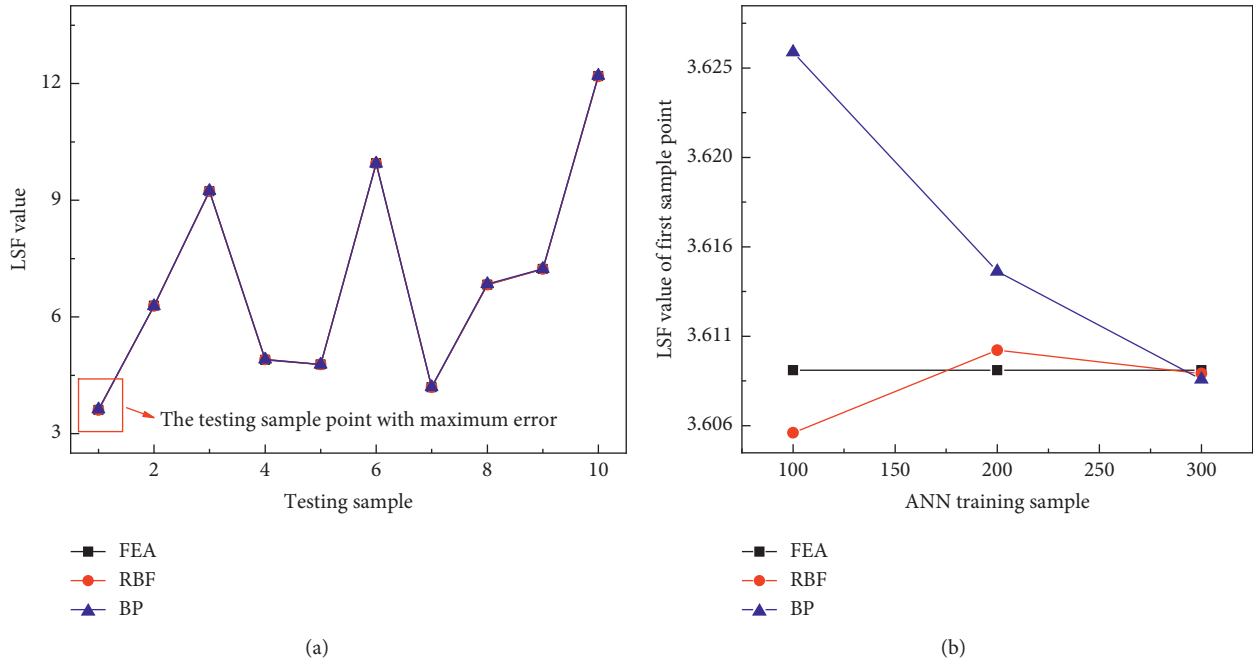 12
9
6
3
LSF value
The testing sample point with maximum error
2 4 6 8 10
Testing sample
FEA
RBF
BP
(a)
3.625
3.620
3.616
3.611
3.606
LSF value of first sample point
100 150 200 250 300
ANN training sample
FEA
RBF
BP
(b)